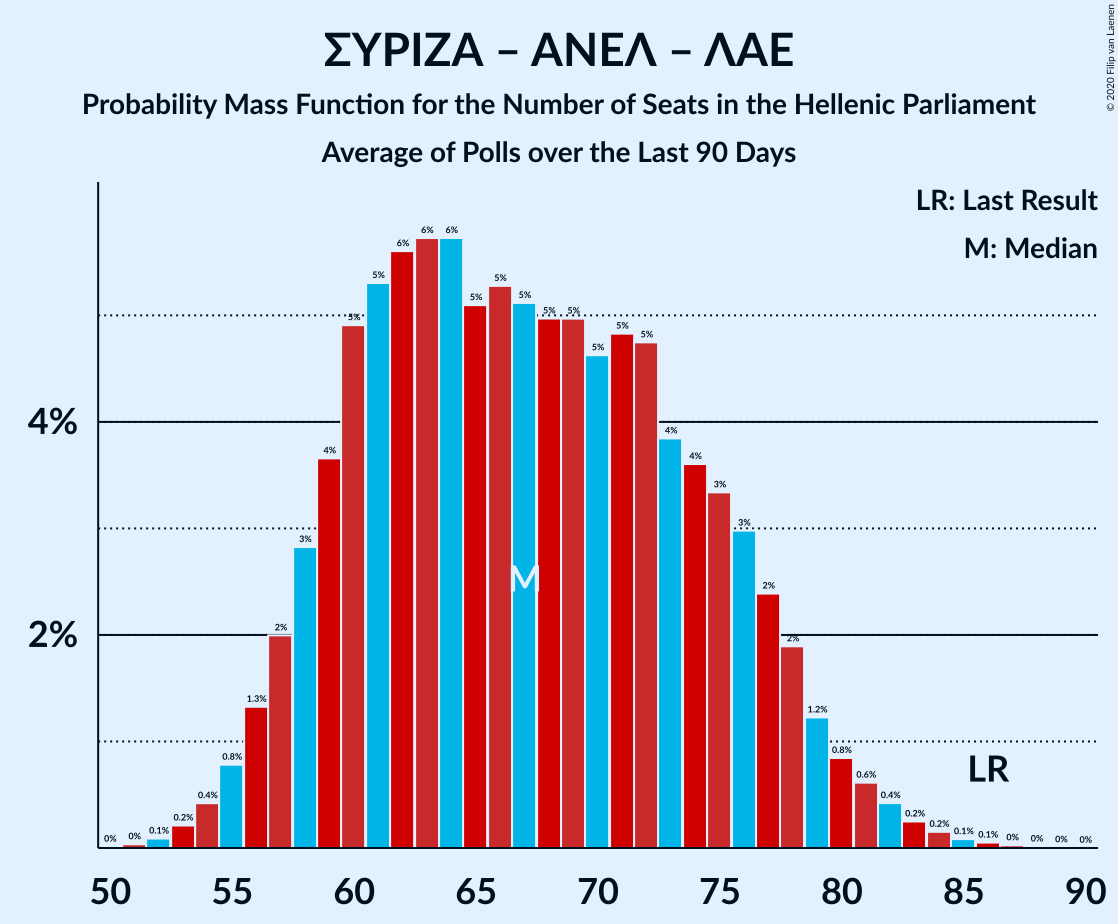 ΣΥΡΙΖΑ – ΑΝΕΛ – ΛΑΕ
Probability Mass Function for the Number of Seats in the Hellenic Parliament
Average of Polls over the Last 90 Days
© 2020 Filip van Laenen
LR: Last Result
M: Median
4%
2%
0% 0% 0.1% 0.2% 0.4% 0.8% 1.3% 2% 3% 4% 5% 5% 6% 6% 6% 5% 5% 5% 5% 5% 5% 5% 5% 4% 4% 3% 3% 2% 2% 1.2% 0.8% 0.6% 0.4% 0.2% 0.2% 0.1% 0.1% 0% 0% 0% 0%
M
LR
50 55 60 65 70 75 80 85 90